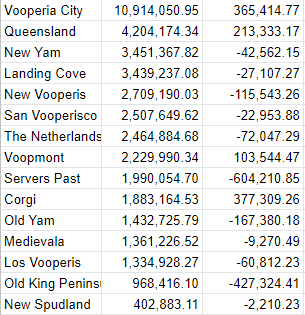 Vooperia City 10,914,050.95 365,414.77
Queensland 4,204,174.34 213,333.17
New Yam 3,451,367.82 -42,562.15
Landing Cove 3,439,237.08 -27,107.27
New Vooperis 2,709,190.03 -115,543.26
San Vooperisco 2,507,649.62 -22,953.88
The Netherlands 2,464,884.68 -72,047.29
Voopmont 2,229,990.34 103,544.47
Servers Past 1,990,054.70 -604,210.85
Corgi 1,883,164.53 377,309.26
Old Yam 1,432,725.79 -167,380.18
Medievala 1,361,226.52 -9,270.49
Los Vooperis 1,334,928.27 -60,812.23
Old King Penins 968,416.10 -427,324.41
New Spudland 402,883.11 -2,210.23